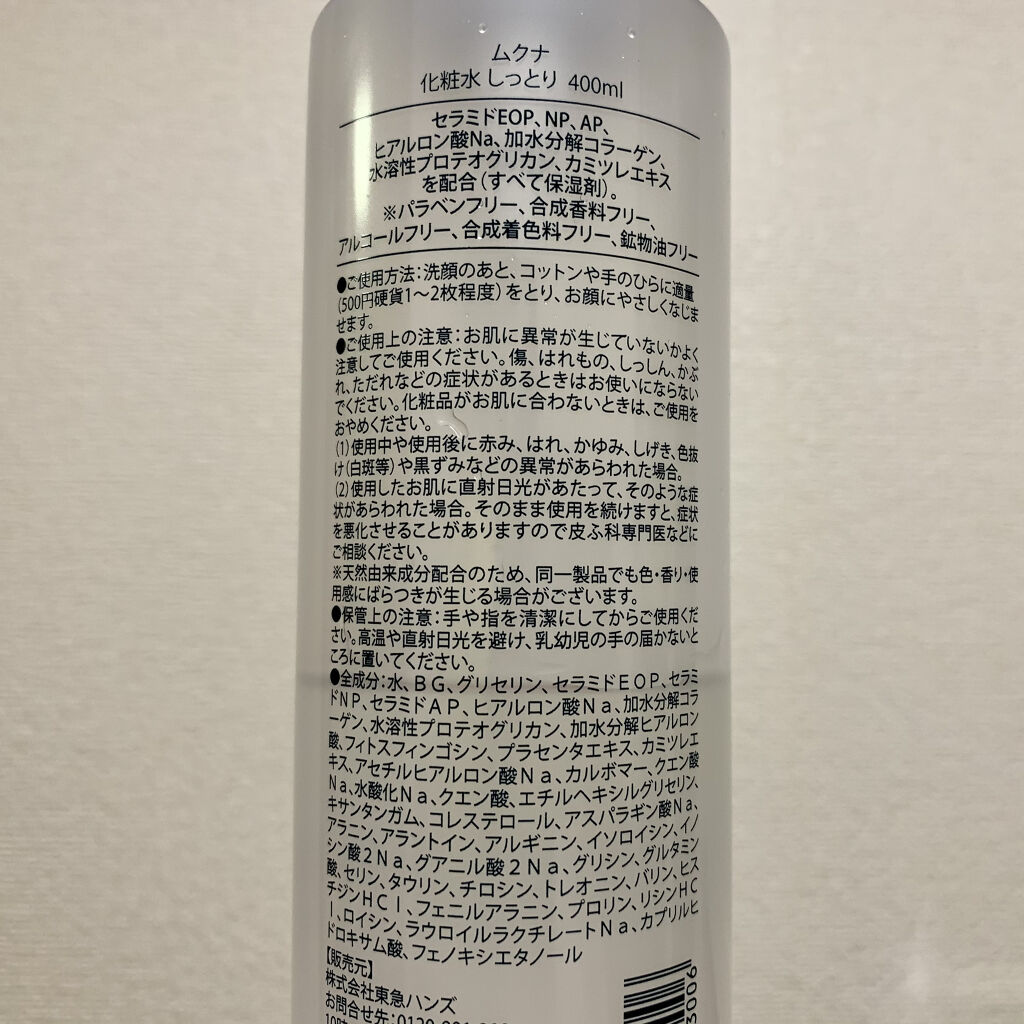 ムクナ
化粧水 しっとり 400ml
セラミドEOP、NP、AP、
ヒアルロン酸Na、加水分解コラーゲン、
水溶性プロテオグリカン、カミツレエキス
を配合(すべて保湿剤)。
※パラベンフリー、合成香料フリー、
アルコールフリー、合成着色料フリー、鉱物油フリー
●ご使用方法：洗顔のあと、コットンや手のひらに適量
(500円硬貨1～2枚程度)をとり、お顔にやさしくなじま
せます。
●ご使用上の注意：お肌に異常が生じていないかよく
注意してご使用ください。傷、はれもの、しっしん、かぶ
れ、ただれなどの症状があるときはお使いにならない
でください。化粧品がお肌に合わないときは、ご使用を
おやめください。
(1)使用中や使用後に赤み、はれ、かゆみ、しげき、色抜
け(白斑等)や黒ずみなどの異常があらわれた場合。
(2)使用したお肌に直射日光があたって、そのような症
状があらわれた場合。そのまま使用を続けますと、症状
を悪化させることがありますので皮ふ科専門医などに
ご相談ください。
※天然由来成分配合のため、同一製品でも色・香り・使
用感にばらつきが生じる場合がございます。
●保管上の注意：手や指を清潔にしてからご使用くだ
さい。高温や直射日光を避け、乳幼児の手の届かないと
ころに置いてください。
●全成分：水、ＢＧ、グリセリン、セラミドＥＯＰ、セラミ
ドＮＰ、セラミドＡＰ、ヒアルロン酸Ｎａ、加水分解コラ
ーゲン、水溶性プロテオグリカン、加水分解ヒアルロン
酸、フィトスフィンゴシン、プラセンタエキス、カミツレエ
キス、アセチルヒアルロン酸Ｎａ、カルボマー、クエン酸
Ｎａ、水酸化Ｎａ、クエン酸、エチルヘキシルグリセリン、
キサンタンガム、コレステロール、アスパラギン酸Ｎａ、
アラニン、アラントイン、アルギニン、イソロイシン、イノ
シン酸２Ｎａ、グアニル酸２Ｎａ、グリシン、グルタミン
酸、セリン、タウリン、チロシン、トレオニン、バリン、ヒス
チジンＨＣｌ、フェニルアラニン、プロリン、リシンＨＣ
ｌ、ロイシン、ラウロイルラクチレートＮａ、カプリルヒ
ドロキサム酸、フェノキシエタノール
【販売元】
株式会社東急ハンズ
お問合せ先：0120-
3006